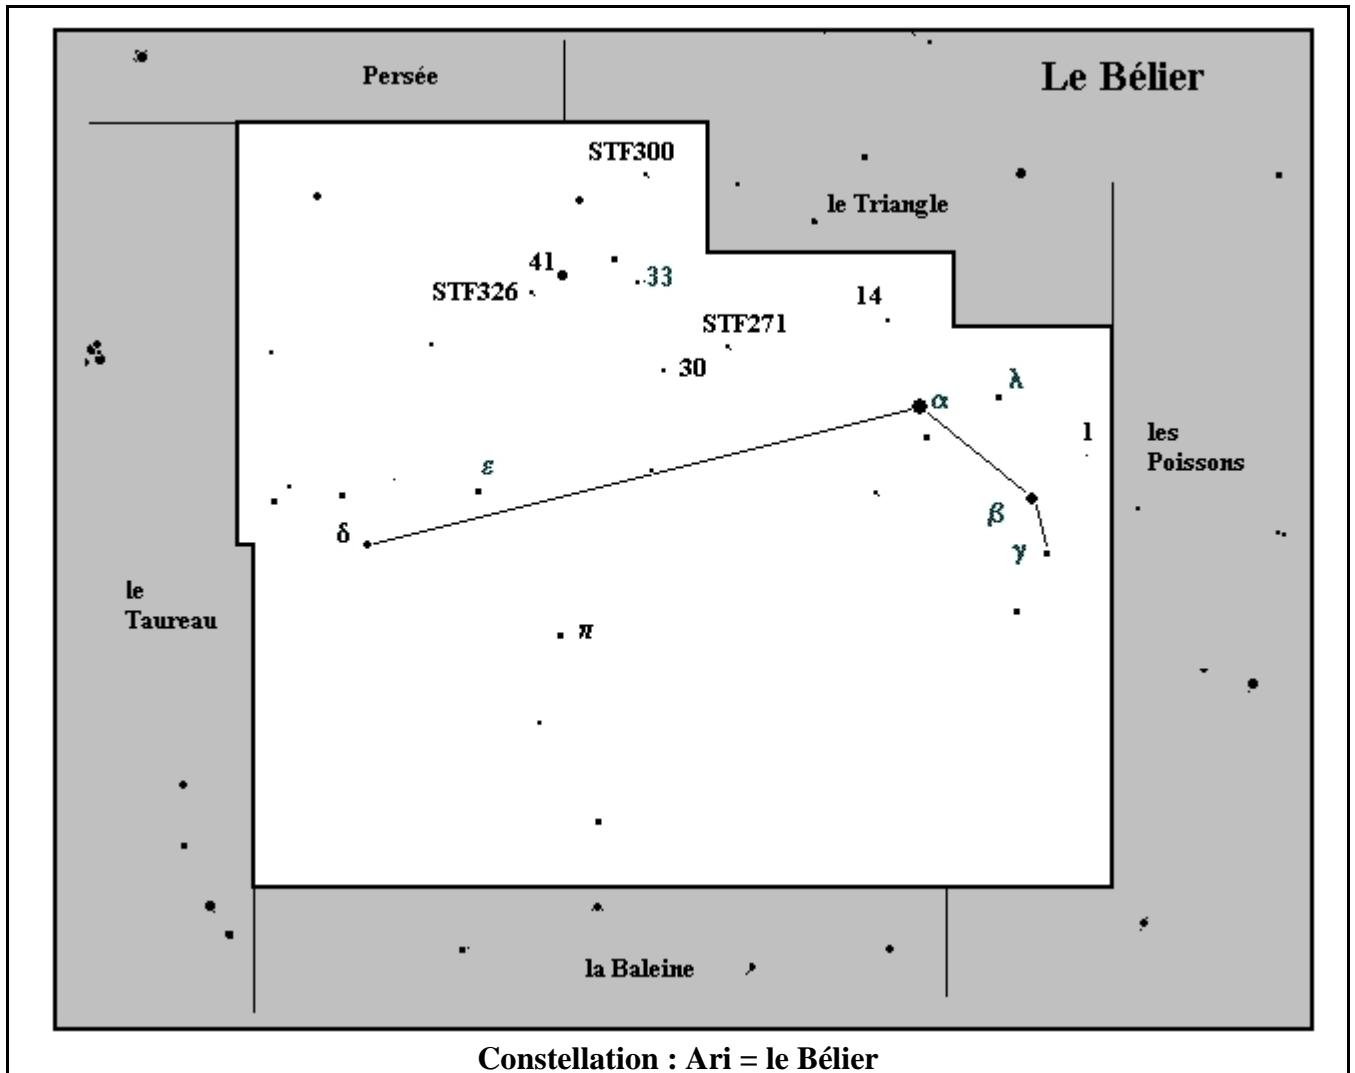 Persée
Le Bélier
STF300
le Triangle
41
33
STF326
14
STF271
30
λ
α
1
les
Poissons
ε
β
δ
γ
le
Taureau
π
la Baleine
Constellation : Ari = le Bélier